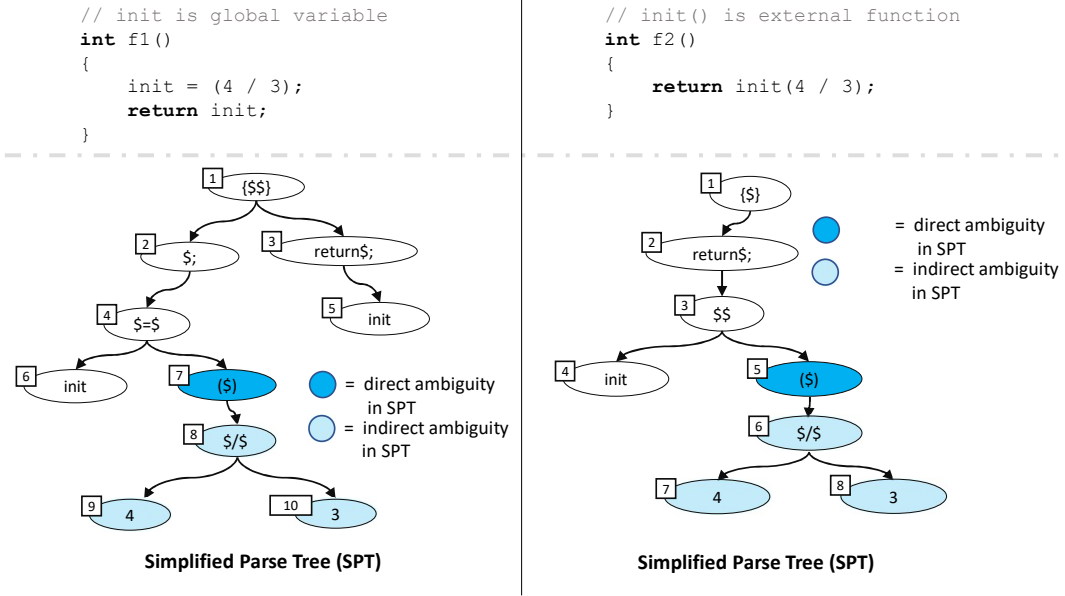 // init is global variable
int f1()
{
init = (4 / 3);
return init;
}
1
{$$}
2
$;
3
return$;
4
$=$
5
init
6
init
7
($)
= direct ambiguity
in SPT
= indirect ambiguity
in SPT
8
$/$
9
4
10
3
Simplified Parse Tree (SPT)
// init() is external function
int f2()
{
return init(4 / 3);
}
1
{$}
2
return$;
= direct ambiguity
in SPT
= indirect ambiguity
in SPT
3
$$
4
init
5
($)
6
$/$
7
4
8
3
Simplified Parse Tree (SPT)